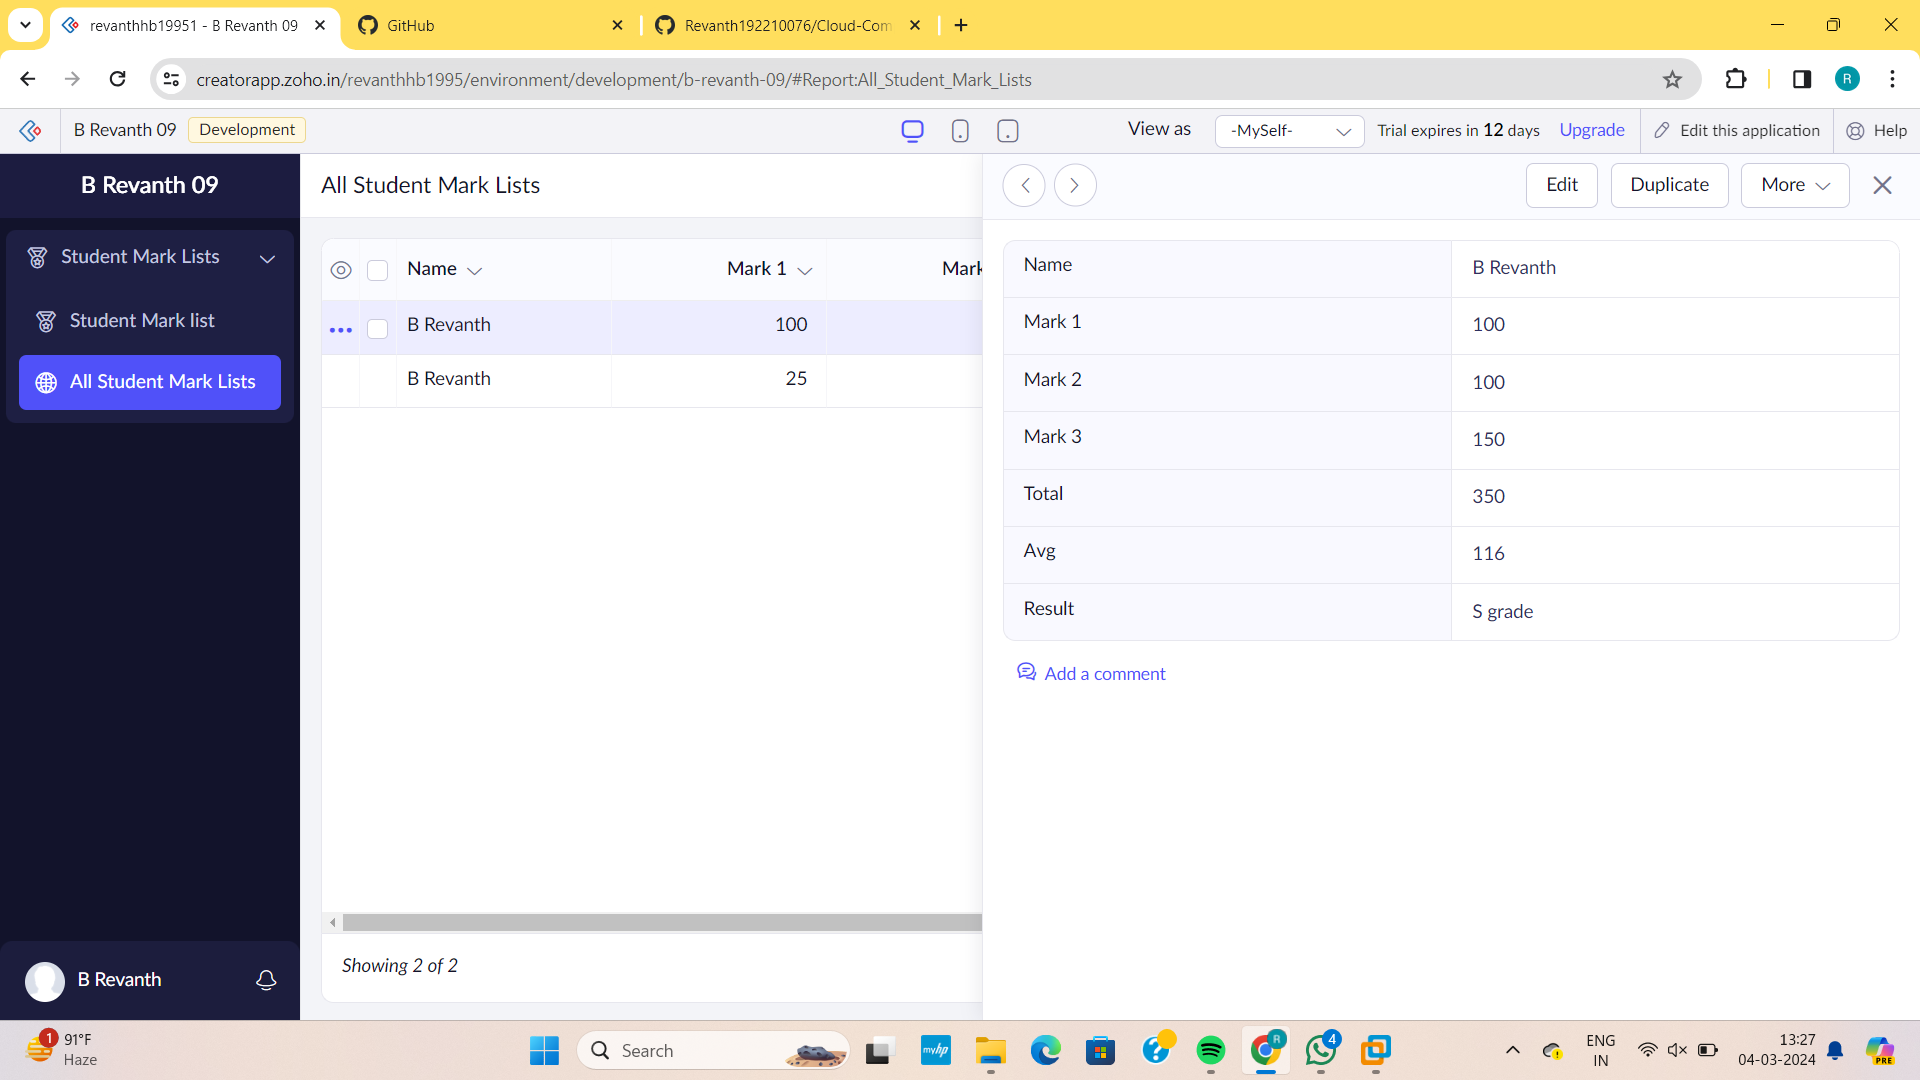 revanthhb19951 - B Revanth 09
GitHub
Revanth192210076/Cloud-Com
creatorapp.zoho.in/revanthhb1995/environment/development/b-revanth-09/#Report:All_Student_Mark_Lists
R
B Revanth 09
Development
View as
-MySelf-
Trial expires in 12 days
Upgrade
Edit this application
Help
B Revanth 09
Student Mark Lists
Student Mark list
All Student Mark Lists
B Revanth
All Student Mark Lists
Name
Mark 1
Mark
B Revanth
100
B Revanth
25
Showing 2 of 2
Edit
Duplicate
More
Name
B Revanth
Mark 1
100
Mark 2
100
Mark 3
150
Total
350
Avg
116
Result
S grade
Add a comment
1
91°F
Haze
Search
myhp
R
4
ENG
IN
13:27
04-03-2024
PRE